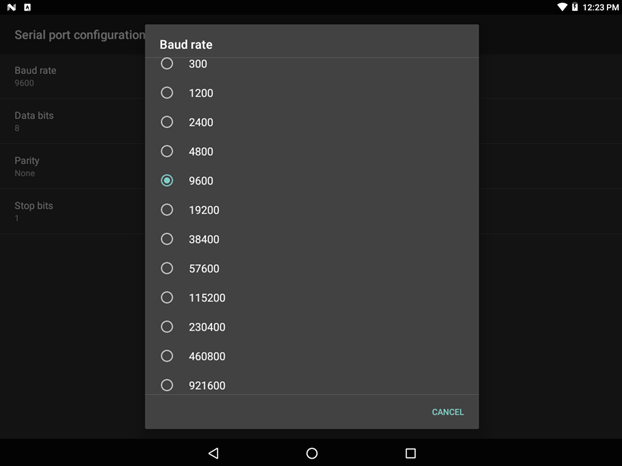 12:23 PM
Serial port configuration
Baud rate
9600
Data bits
8
Parity
None
Stop bits
1
Baud rate
300
1200
2400
4800
9600
19200
38400
57600
115200
230400
460800
921600
CANCEL